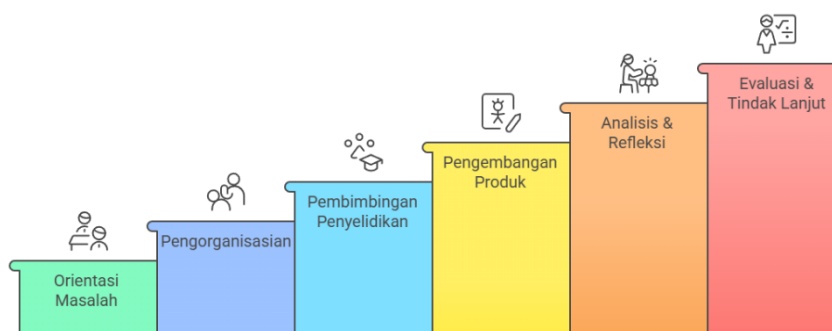 Orientasi
Masalah
Pengorganisasian
Pembimbingan
Penyelidikan
Pengembangan
Produk
Analisis &
Refleksi
Evaluasi &
Tindak Lanjut